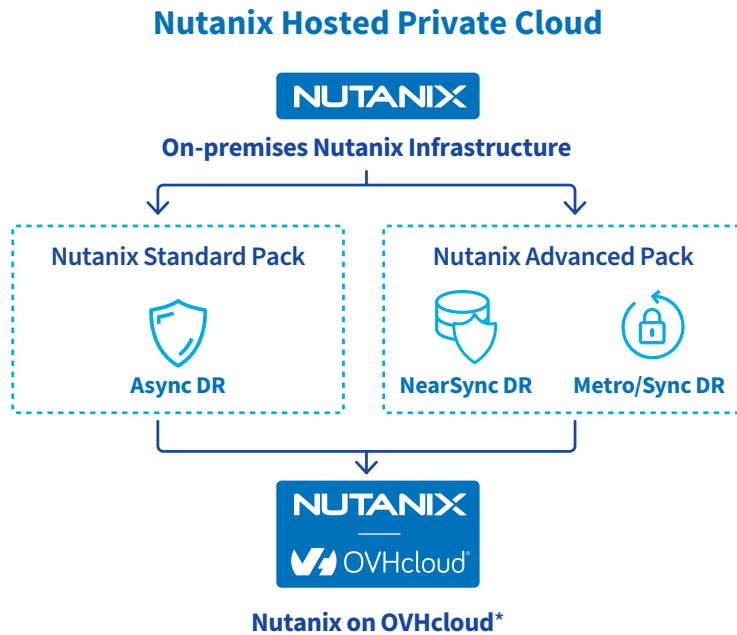 Nutanix Hosted Private Cloud
NUTANIX
On-premises Nutanix Infrastructure
Nutanix Standard Pack
Async DR
Nutanix Advanced Pack
NearSync DR
Metro/Sync DR
NUTANIX
OVHcloud®
Nutanix on OVHcloud*